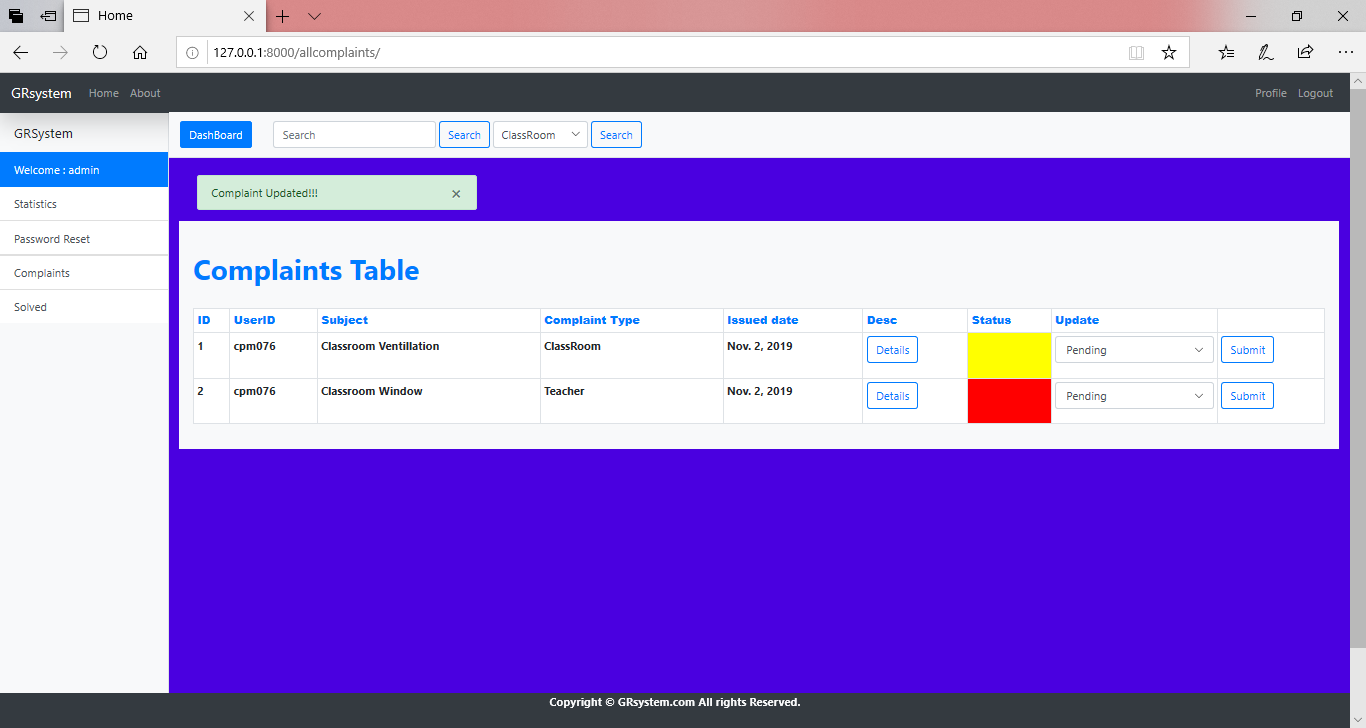 Home
127.0.0.1:8000/allcomplaints/
GRsystem Home About Profile Logout
GRSystem
Welcome : admin
Statistics
Password Reset
Complaints
Solved
DashBoard Search Search ClassRoom Search
Complaint Updated!!! ×
Complaints Table
ID UserID Subject Complaint Type Issued date Desc Status Update
1 cpm076 Classroom Ventillation ClassRoom Nov. 2, 2019 Details Pending Submit
2 cpm076 Classroom Window Teacher Nov. 2, 2019 Details Pending Submit
Copyright © GRsystem.com All rights Reserved.